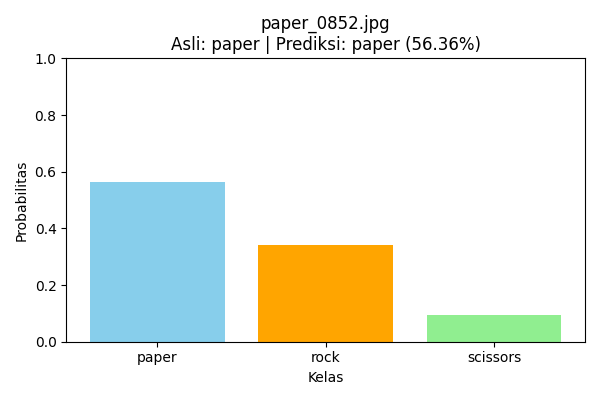 paper_0852.jpg
Asli: paper | Prediksi: paper (56.36%)
Probabilitas
1.0
0.8
0.6
0.4
0.2
0.0
paper rock scissors
Kelas